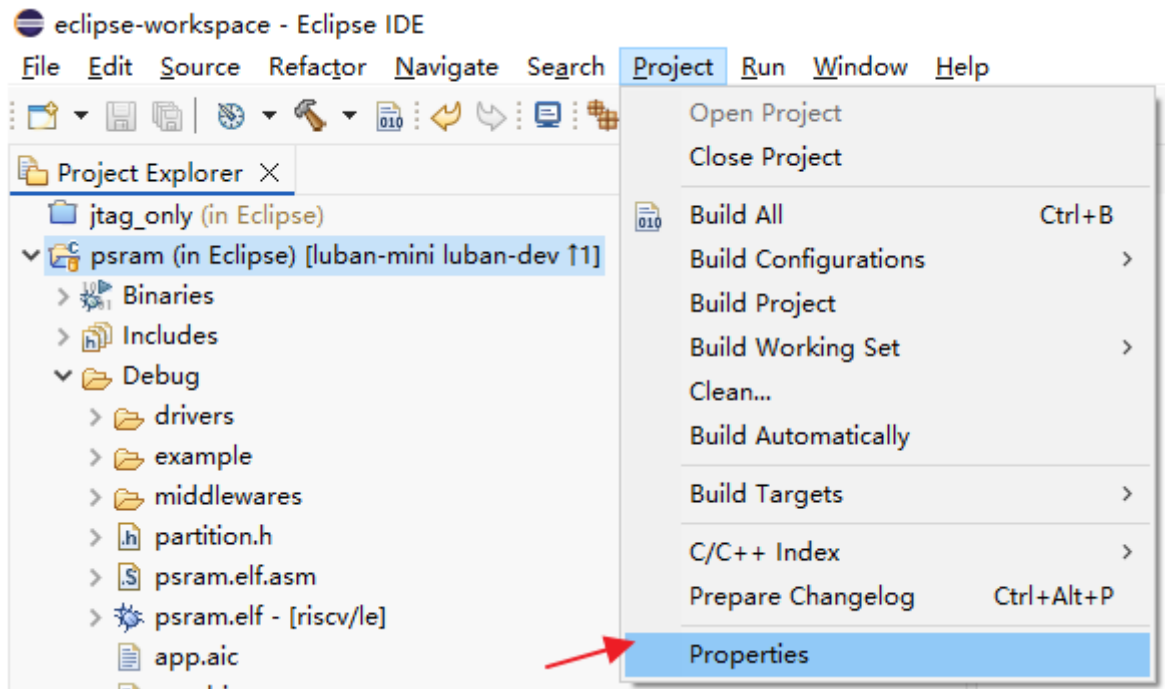 eclipse-workspace - Eclipse IDE
File Edit Source Refactor Navigate Search Project Run Window Help
Project Explorer
jtag_only (in Eclipse)
psram (in Eclipse) [luban-mini luban-dev ↑1]
Binaries
Includes
Debug
drivers
example
middlewares
partition.h
psram.elf.asm
psram.elf - [riscv/le]
app.aic
Open Project
Close Project
Build All Ctrl+B
Build Configurations
Build Project
Build Working Set
Clean...
Build Automatically
Build Targets
C/C++ Index
Prepare Changelog Ctrl+Alt+P
Properties